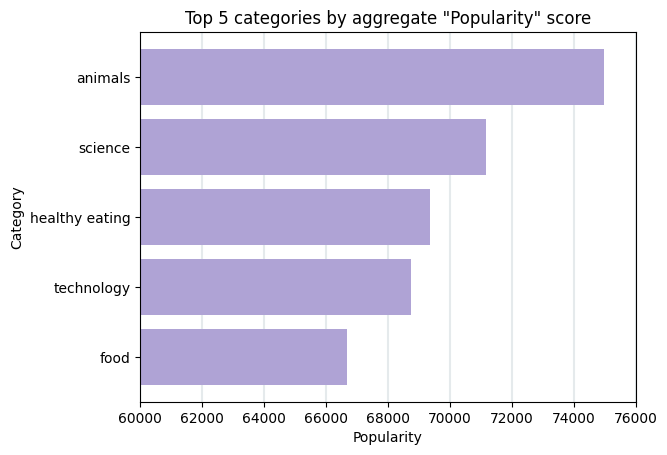 Top 5 categories by aggregate "Popularity" score
animals
science
healthy eating
technology
food
Category
60000 62000 64000 66000 68000 70000 72000 74000 76000
Popularity